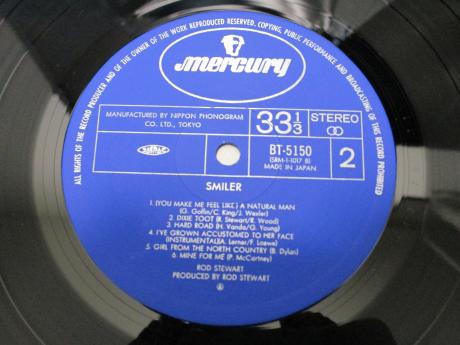 ALL RIGHTS OF THE RECORD PRODUCER AND OF THE OWNER OF THE WORK REPRODUCED RESERVED, COPYING, PUBLIC PERFORMANCE AND BROADCASTING OF THIS RECORD PROHIBITED
mercury
MANUFACTURED BY NIPPON PHONOGRAM
CO. LTD., TOKYO
33 1/3
STEREO
BT-5150
(SRM-1-1017 B)
MADE IN JAPAN
2
SMILER
1. (YOU MAKE ME FEEL LIKE) A NATURAL MAN
(G. Goffin/C. King/J. Wexler)
2. DIXIE TOOT (R. Stewart/R. Wood)
3. HARD ROAD (H. Vanda/G. Young)
4. I'VE GROWN ACCUSTOMED TO HER FACE
(INSTRUMENTAL)(A. Lerner/F. Loewe)
5. GIRL FROM THE NORTH COUNTRY (B. Dylan)
6. MINE FOR ME (P. McCartney)
ROD STEWART
PRODUCED BY ROD STEWART